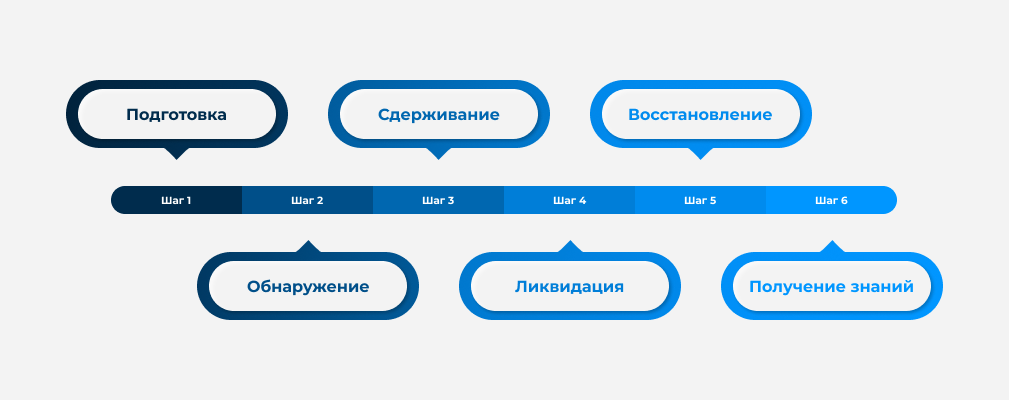 Подготовка
Сдерживание
Восстановление
Шаг 1
Шаг 2
Шаг 3
Шаг 4
Шаг 5
Шаг 6
Обнаружение
Ликвидация
Получение знаний